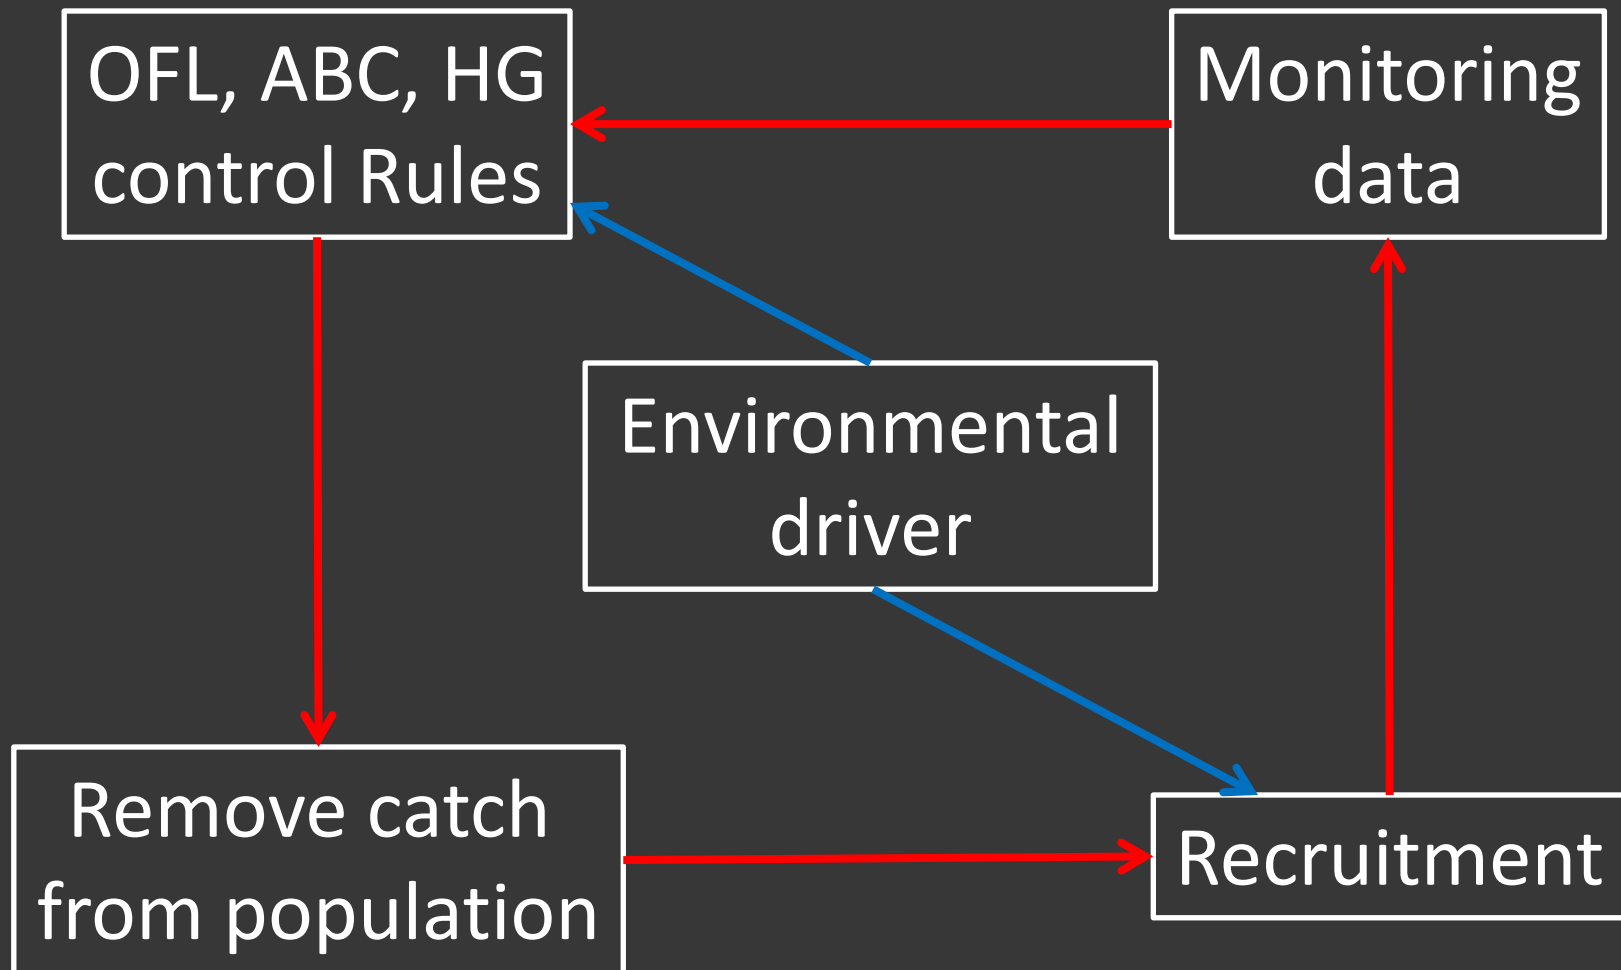 OFL, ABC, HG
control Rules
Monitoring
data
Environmental
driver
Remove catch
from population
Recruitment